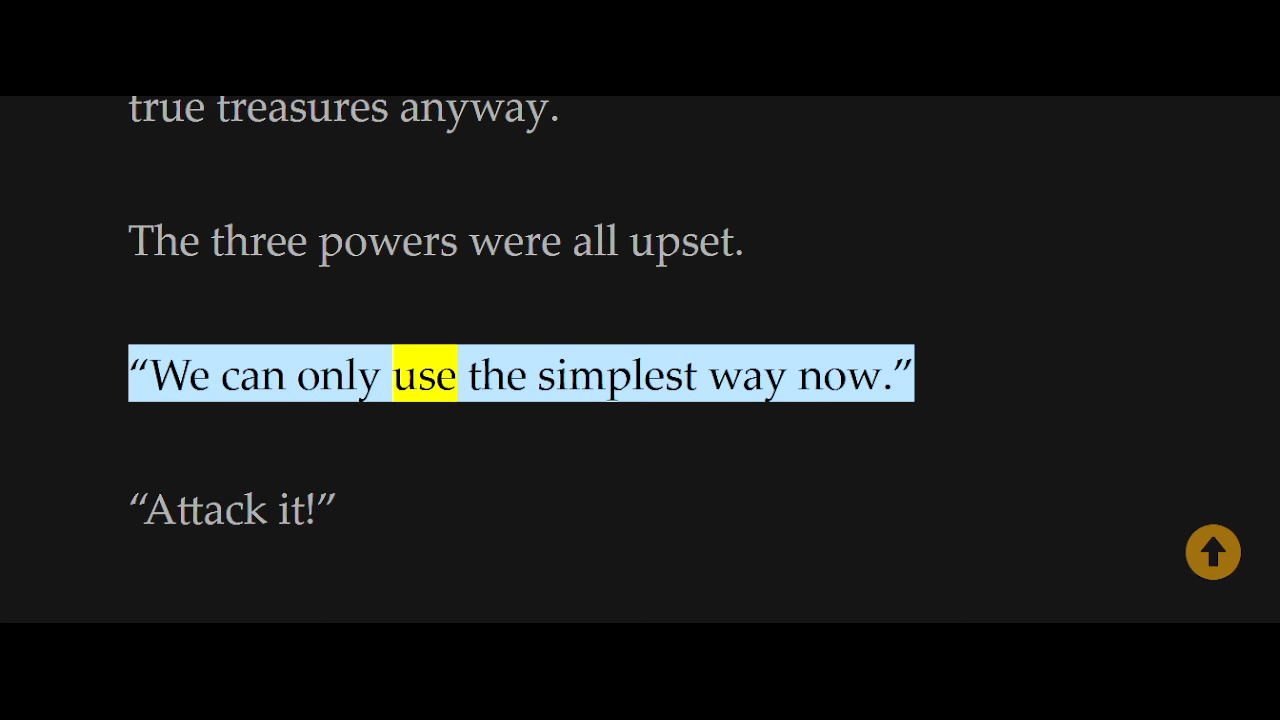 true treasures anyway.
The three powers were all upset.
“We can only use the simplest way now.”
“Attack it!”